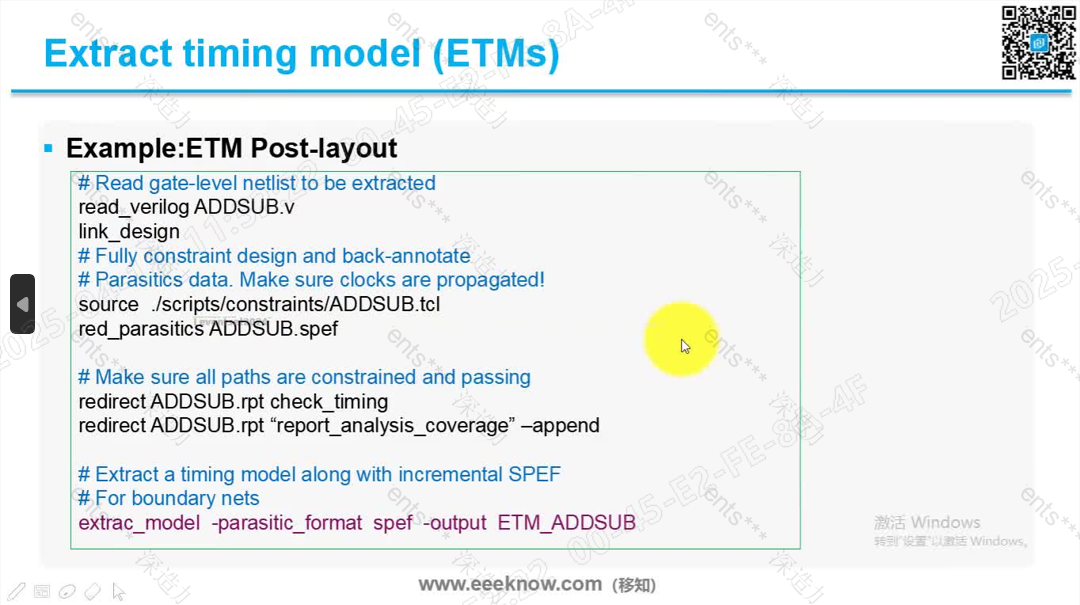 Extract timing model (ETMs)
Example:ETM Post-layout
# Read gate-level netlist to be extracted
read_verilog ADDSUB.v
link_design
# Fully constraint design and back-annotate
# Parasitics data. Make sure clocks are propagated!
source ./scripts/constraints/ADDSUB.tcl
red_parasitics ADDSUB.spef
# Make sure all paths are constrained and passing
redirect ADDSUB.rpt check_timing
redirect ADDSUB.rpt “report_analysis_coverage” –append
# Extract a timing model along with incremental SPEF
# For boundary nets
extrac_model -parasitic_format spef -output ETM_ADDSUB
激活 Windows
转到"设置"以激活 Windows。
www.eeeknow.com (移知)